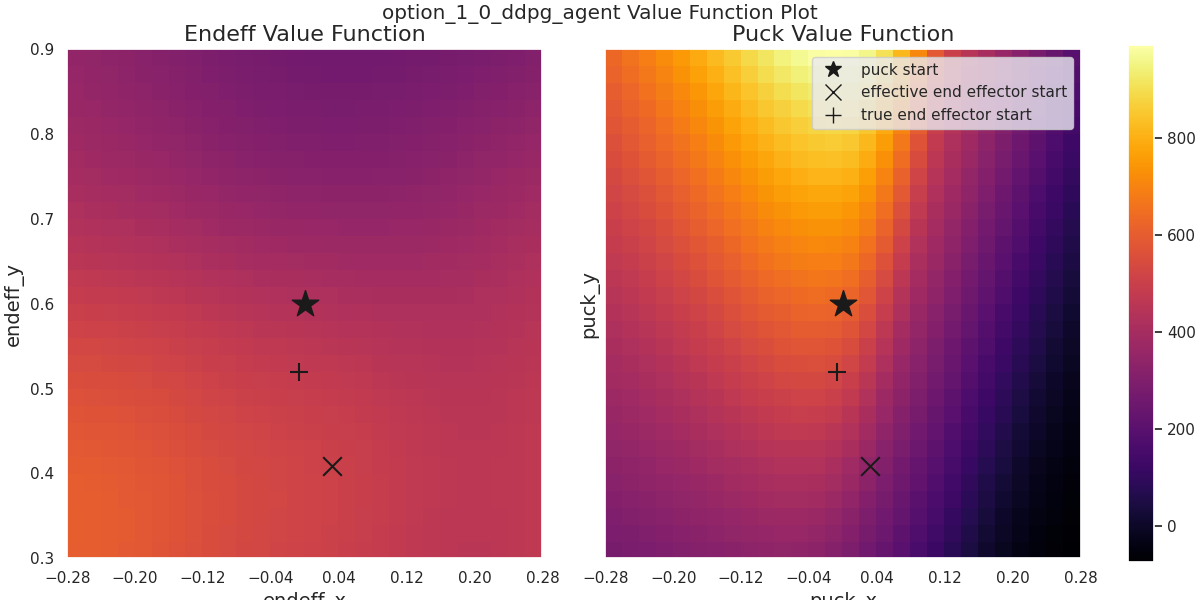 option_1_0_ddpg_agent Value Function Plot
Endeff Value Function
Puck Value Function
puck start
effective end effector start
true end effector start
endeff_y
0.9
0.8
0.7
0.6
0.5
0.4
0.3
puck_y
800
600
400
200
0
−0.28 −0.20 −0.12 −0.04 0.04 0.12 0.20 0.28
−0.28 −0.20 −0.12 −0.04 0.04 0.12 0.20 0.28
endeff_x
puck_x